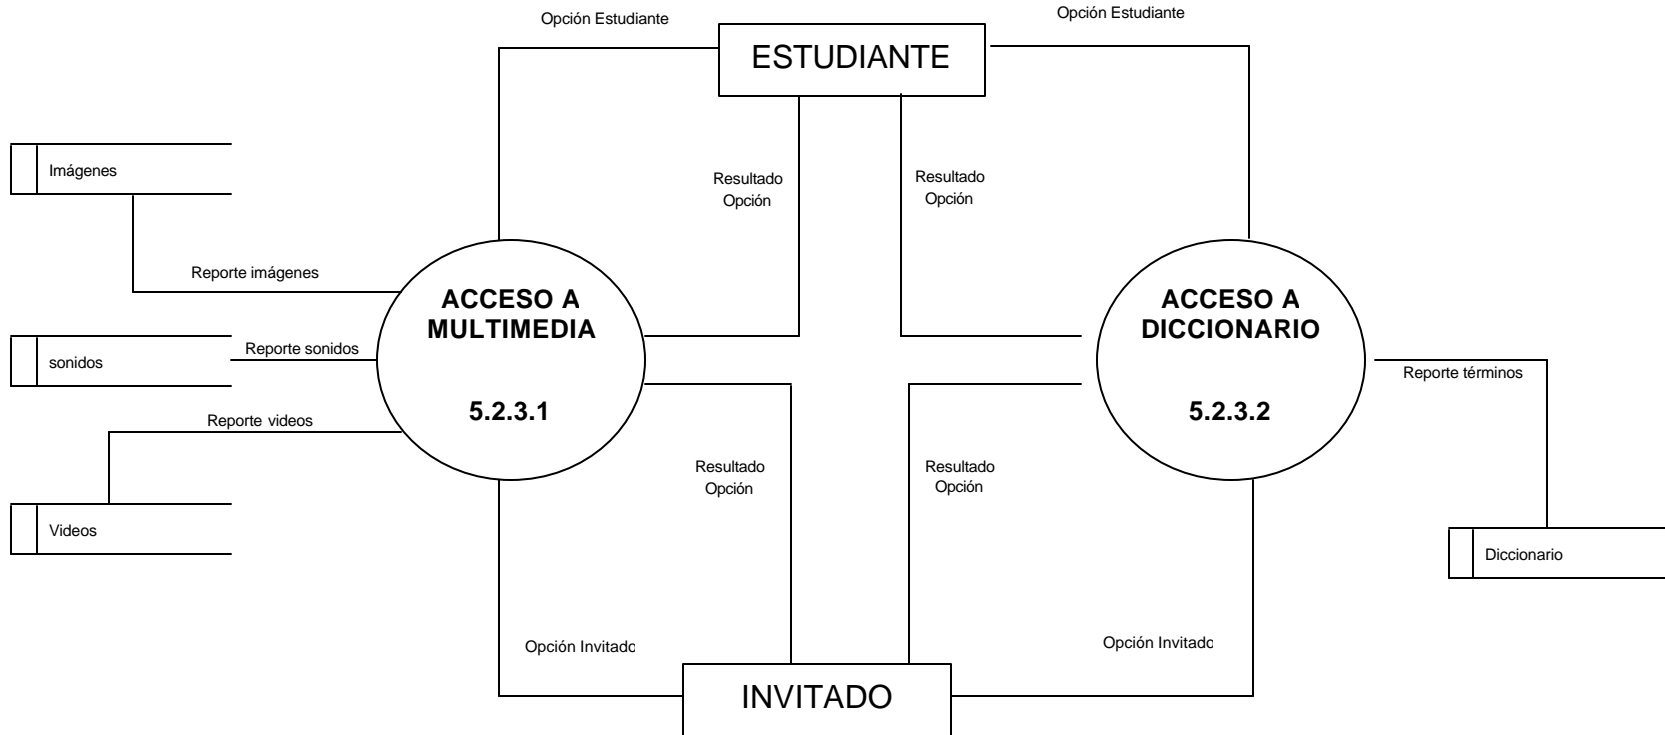 Opción Estudiante
Opción Estudiante
ESTUDIANTE
Imágenes
Resultado
Opción
Resultado
Opción
Reporte imágenes
ACCESO A
MULTIMEDIA
5.2.3.1
ACCESO A
DICCIONARIO
5.2.3.2
sonidos
Reporte sonidos
Reporte términos
Reporte videos
Videos
Resultado
Opción
Resultado
Opción
Diccionario
Opción Invitado
Opción Invitado
INVITADO